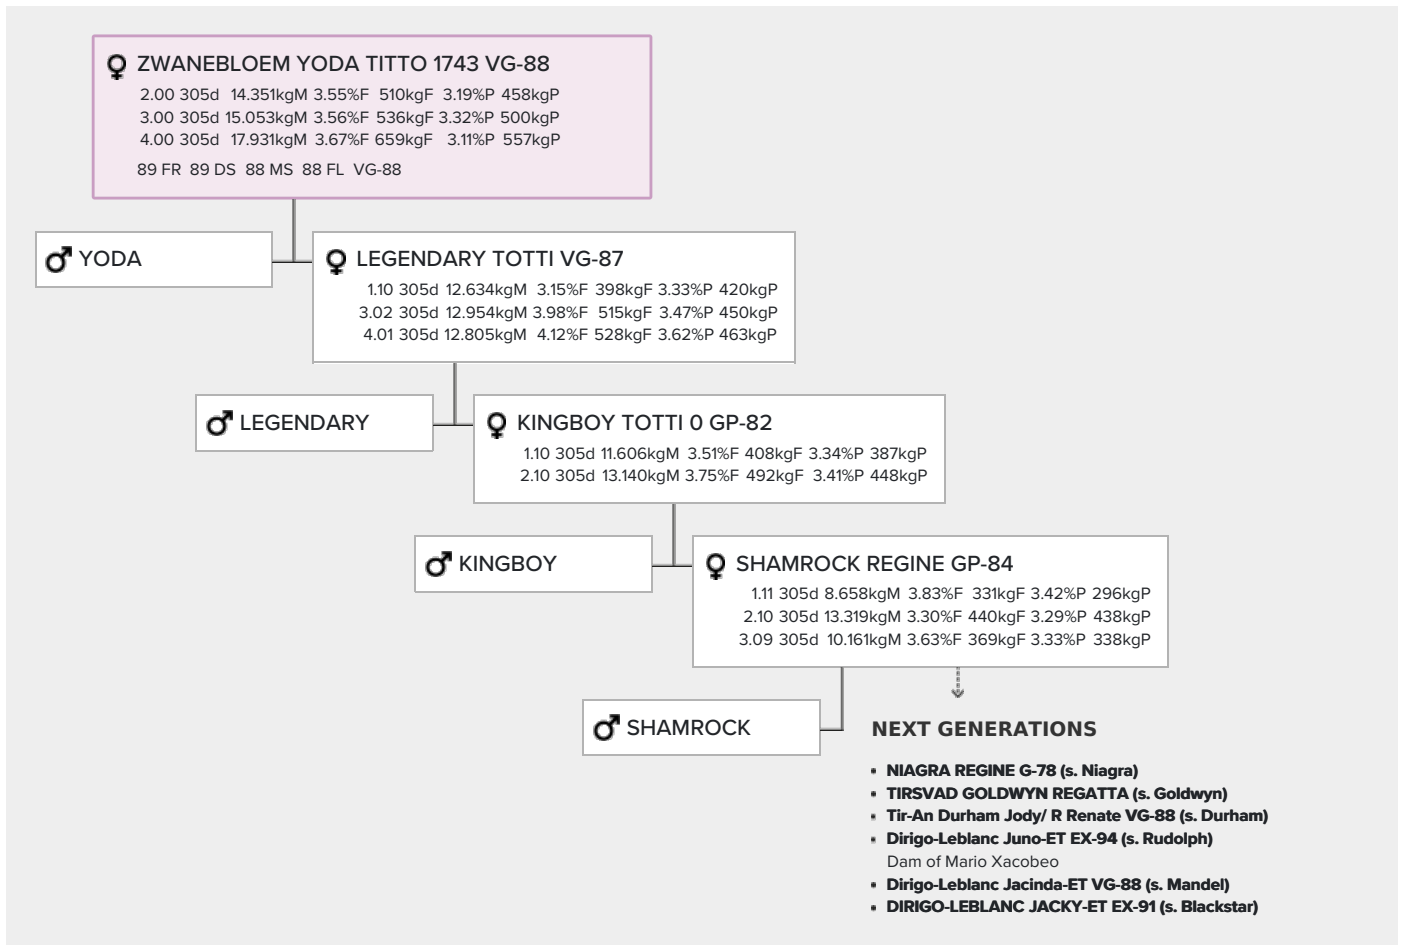 ZWANEBLOEM YODA TITTO 1743 VG-88
2.00 305d 14.351kgM 3.55%F 510kgF 3.19%P 458kgP
3.00 305d 15.053kgM 3.56%F 536kgF 3.32%P 500kgP
4.00 305d 17.931kgM 3.67%F 659kgF 3.11%P 557kgP
89 FR 89 DS 88 MS 88 FL VG-88
YODA
LEGENDARY TOTTI VG-87
1.10 305d 12.634kgM 3.15%F 398kgF 3.33%P 420kgP
3.02 305d 12.954kgM 3.98%F 515kgF 3.47%P 450kgP
4.01 305d 12.805kgM 4.12%F 528kgF 3.62%P 463kgP
LEGENDARY
KINGBOY TOTTI 0 GP-82
1.10 305d 11.606kgM 3.51%F 408kgF 3.34%P 387kgP
2.10 305d 13.140kgM 3.75%F 492kgF 3.41%P 448kgP
KINGBOY
SHAMROCK REGINE GP-84
1.11 305d 8.658kgM 3.83%F 331kgF 3.42%P 296kgP
2.10 305d 13.319kgM 3.30%F 440kgF 3.29%P 438kgP
3.09 305d 10.161kgM 3.63%F 369kgF 3.33%P 338kgP
SHAMROCK
NEXT GENERATIONS
• NIAGRA REGINE G-78 (s. Niagra)
• TIRSVAD GOLDWYN REGATTA (s. Goldwyn)
• Tir-An Durham Jody/ R Renate VG-88 (s. Durham)
• Dirigo-Leblanc Juno-ET EX-94 (s. Rudolph)
Dam of Mario Xacobeo
• Dirigo-Leblanc Jacinda-ET VG-88 (s. Mandel)
• DIRIGO-LEBLANC JACKY-ET EX-91 (s. Blackstar)